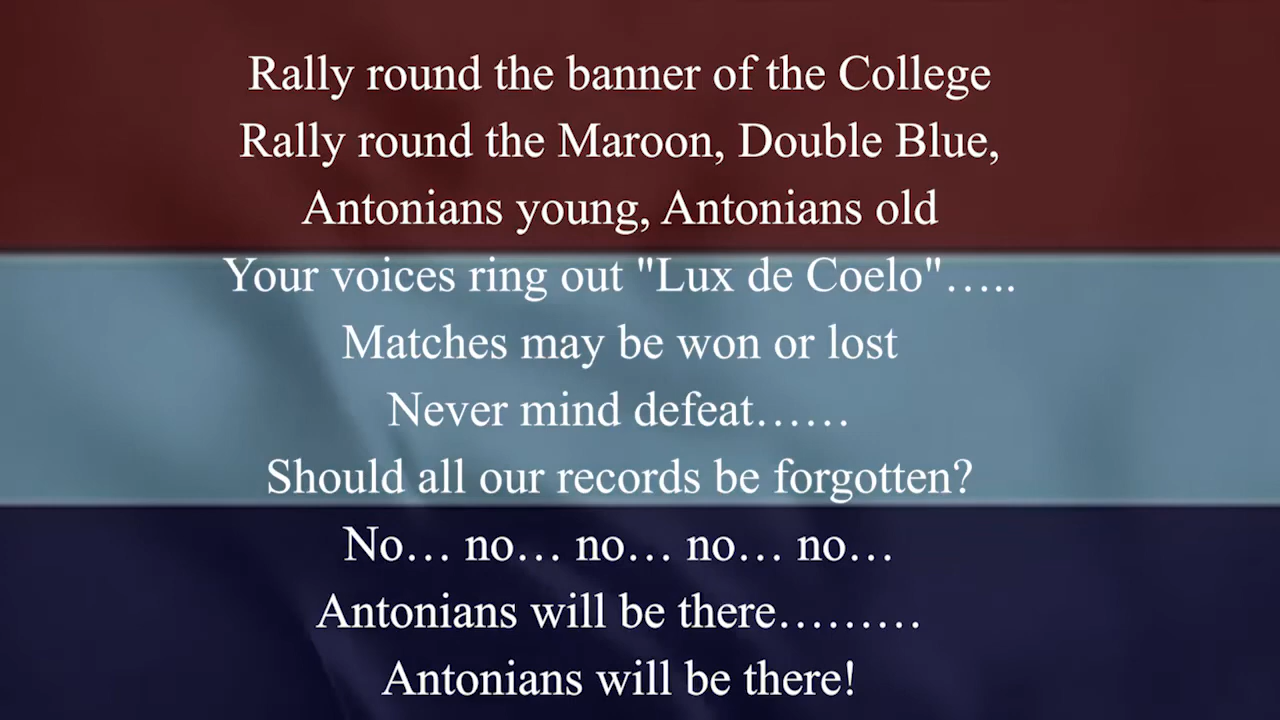 Rally round the banner of the College
Rally round the Maroon, Double Blue,
Antonians young, Antonians old
Your voices ring out "Lux de Coelo"…..
Matches may be won or lost
Never mind defeat……
Should all our records be forgotten?
No… no… no… no… no…
Antonians will be there………
Antonians will be there!